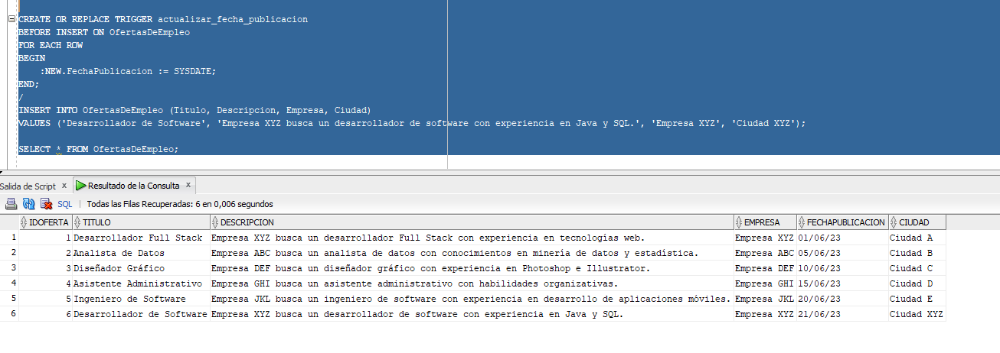 CREATE OR REPLACE TRIGGER actualizar_fecha_publicacion
BEFORE INSERT ON OfertasDeEmpleo
FOR EACH ROW
BEGIN
    :NEW.FechaPublicacion := SYSDATE;
END;
/
INSERT INTO OfertasDeEmpleo (Titulo, Descripcion, Empresa, Ciudad)
VALUES ('Desarrollador de Software', 'Empresa XYZ busca un desarrollador de software con experiencia en Java y SQL.', 'Empresa XYZ', 'Ciudad XYZ');
SELECT * FROM OfertasDeEmpleo;
Salida de Script x Resultado de la Consulta x
SQL | Todas las Filas Recuperadas: 6 en 0,006 segundos
IDOFERTA TITULO DESCRIPCION EMPRESA FECHAPUBLICACION CIUDAD
1 1 Desarrollador Full Stack Empresa XYZ busca un desarrollador Full Stack con experiencia en tecnologías web. Empresa XYZ 01/06/23 Ciudad A
2 2 Analista de Datos Empresa ABC busca un analista de datos con conocimientos en minería de datos y estadística. Empresa ABC 05/06/23 Ciudad B
3 3 Diseñador Gráfico Empresa DEF busca un diseñador gráfico con experiencia en Photoshop e Illustrator. Empresa DEF 10/06/23 Ciudad C
4 4 Asistente Administrativo Empresa GHI busca un asistente administrativo con habilidades organizativas. Empresa GHI 15/06/23 Ciudad D
5 5 Ingeniero de Software Empresa JKL busca un ingeniero de software con experiencia en desarrollo de aplicaciones móviles. Empresa JKL 20/06/23 Ciudad E
6 6 Desarrollador de Software Empresa XYZ busca un desarrollador de software con experiencia en Java y SQL. Empresa XYZ 21/06/23 Ciudad XYZ